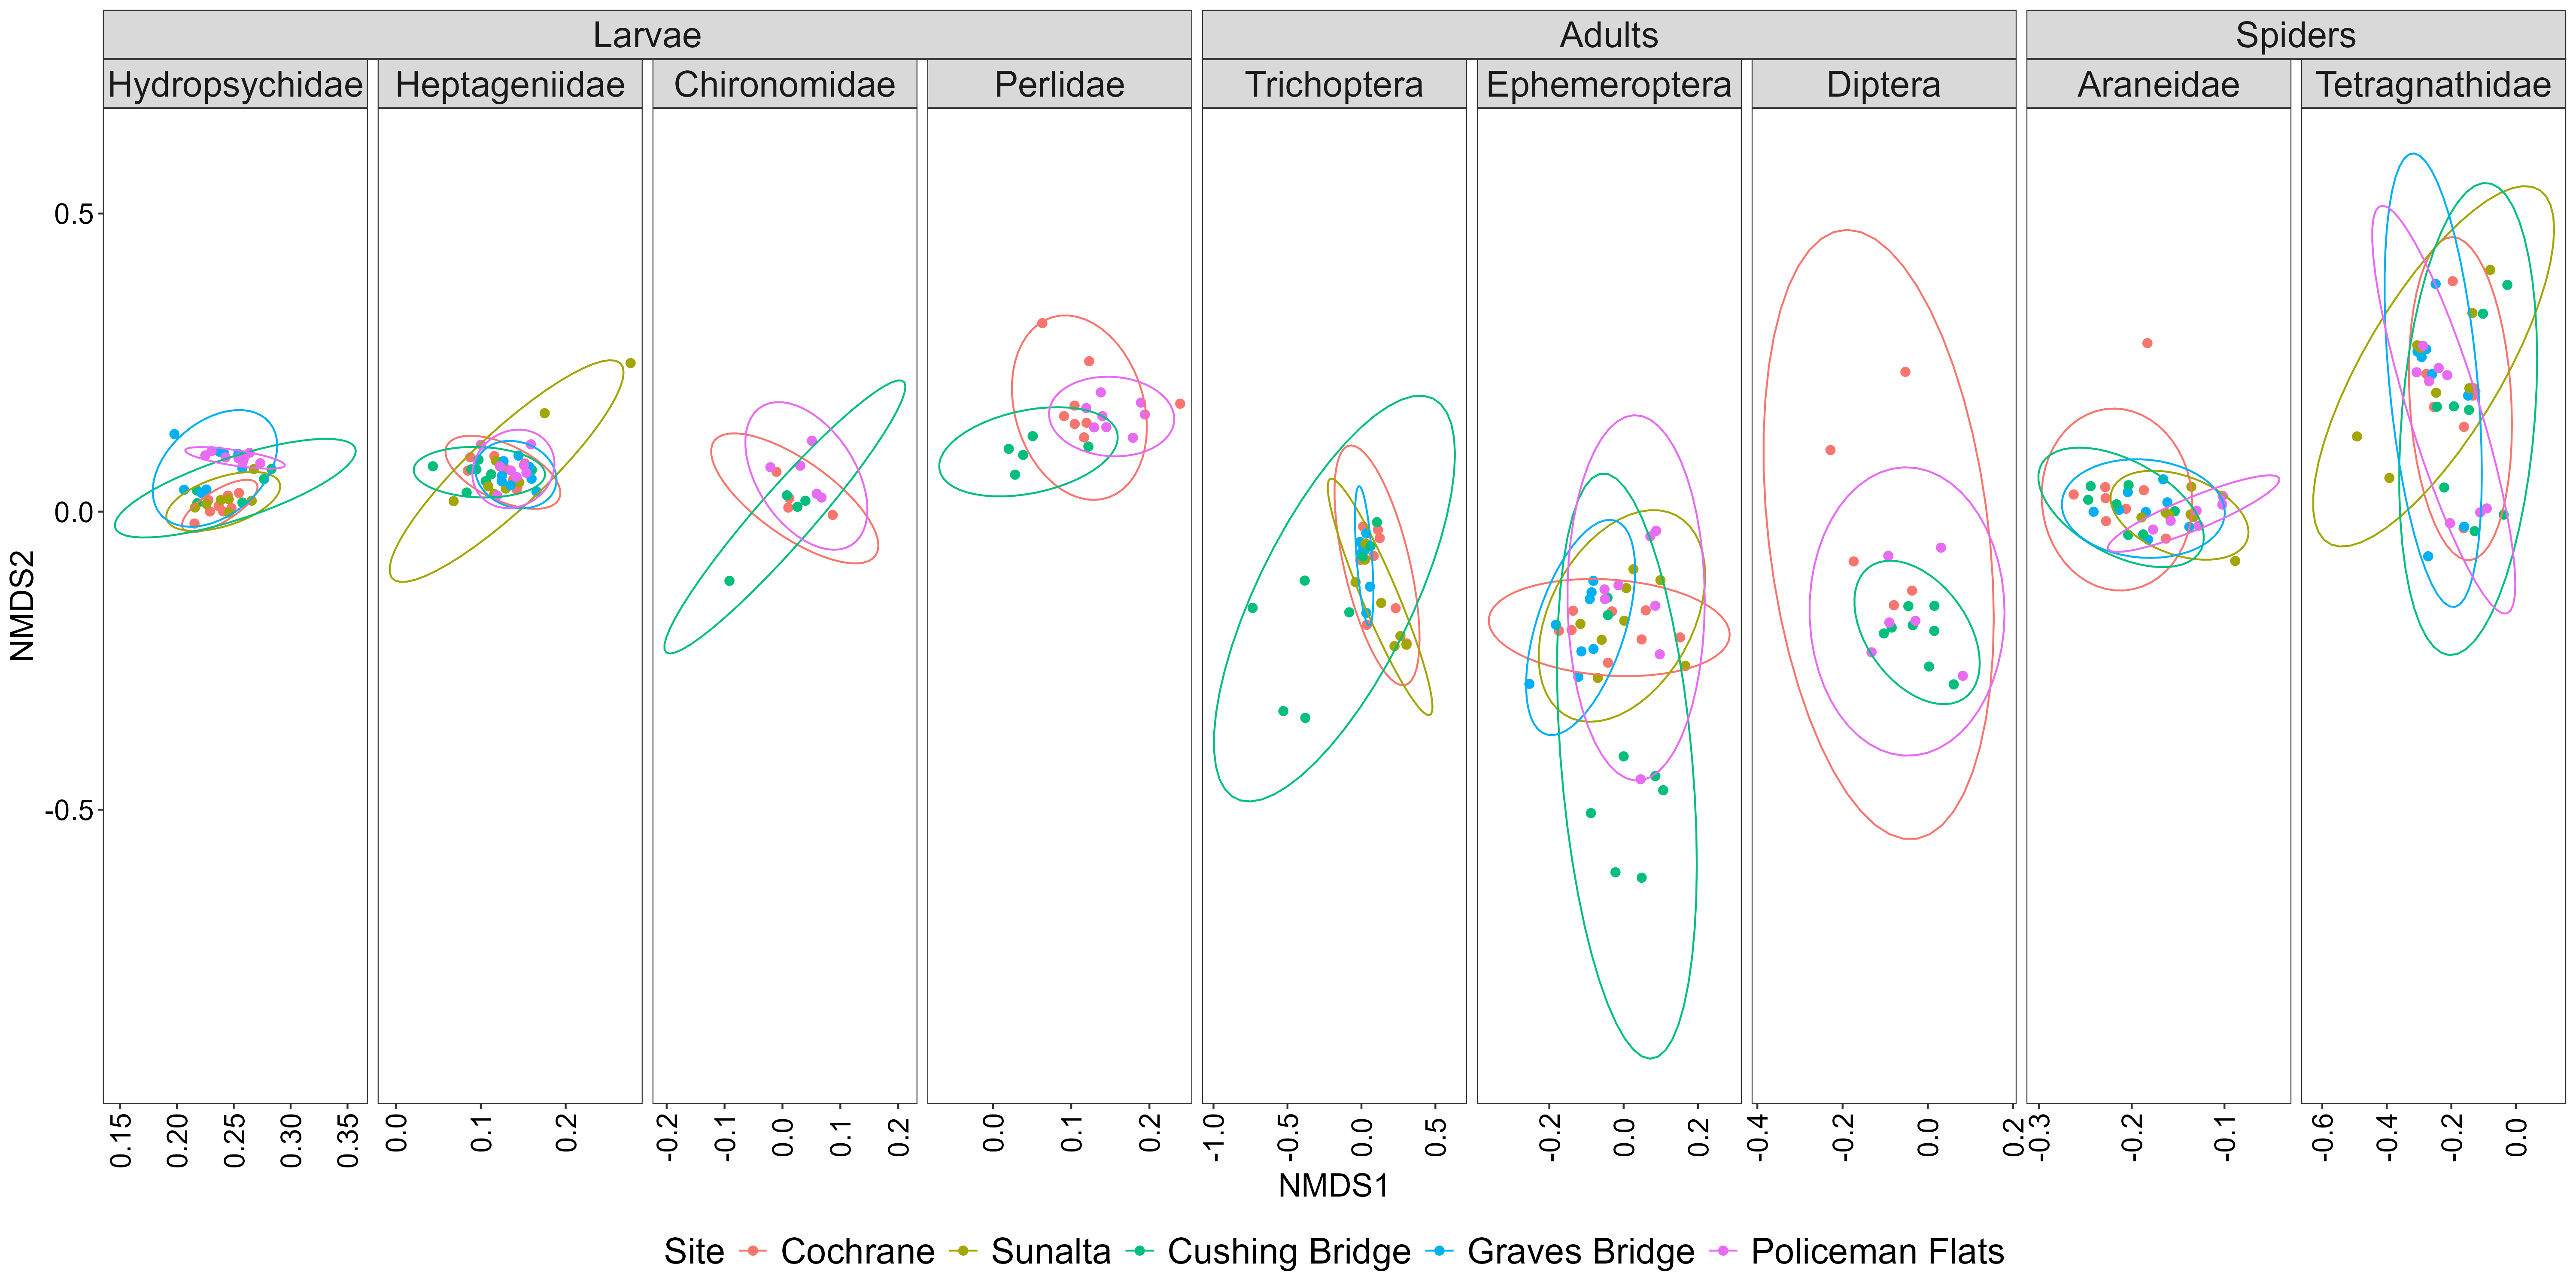 Larvae Adults Spiders
Hydropsychidae Heptageniidae Chironomidae Perlidae Trichoptera Ephemeroptera Diptera Araneidae Tetragnathidae
0.5
0.0
-0.5
NMDS2
0.15 0.20 0.25 0.30 0.35 0.0 0.1 0.2 -0.2 -0.1 0.0 0.1 0.2 0.0 0.1 0.2 -1.0 -0.5 0.0 0.5 -0.2 0.0 0.2 -0.4 -0.2 0.0 0.2 -0.3 -0.2 -0.1 -0.6 -0.4 -0.2 0.0
NMDS1
Site Cochrane Sunalta Cushing Bridge Graves Bridge Policeman Flats